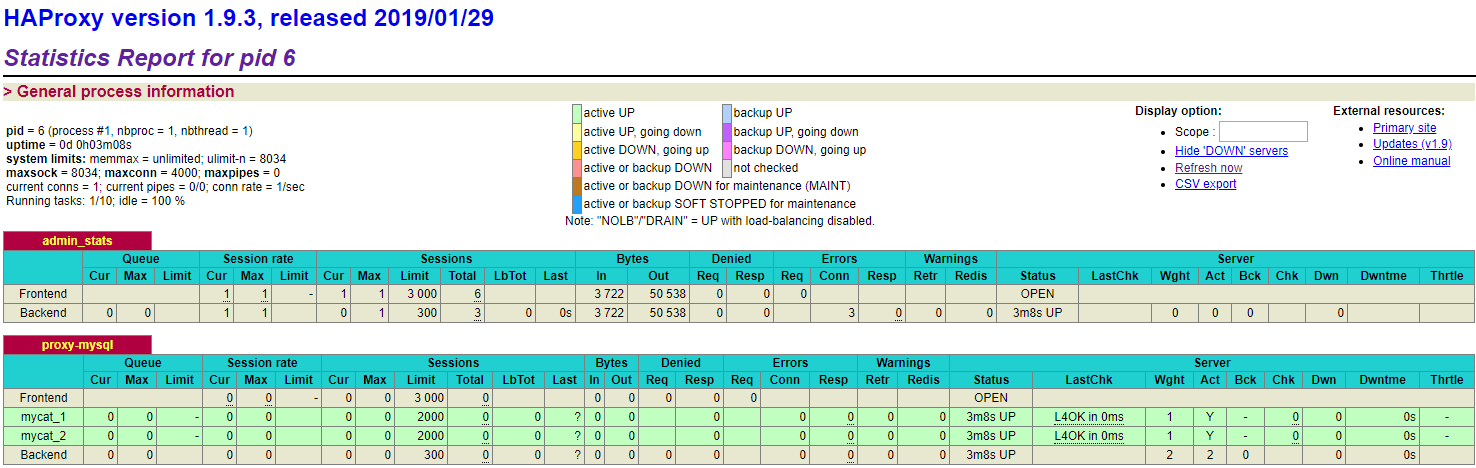 HAProxy version 1.9.3, released 2019/01/29
Statistics Report for pid 6
> General process information
pid = 6 (process #1, nbproc = 1, nbthread = 1)
uptime = 0d 0h03m08s
system limits: memmax = unlimited; ulimit-n = 8034
maxsock = 8034; maxconn = 4000; maxpipes = 0
current conns = 1; current pipes = 0/0; conn rate = 1/sec
Running tasks: 1/10; idle = 100 %
active UP backup UP
active UP, going down backup UP, going down
active DOWN, going up backup DOWN, going up
active or backup DOWN not checked
active or backup DOWN for maintenance (MAINT)
active or backup SOFT STOPPED for maintenance
Note: "NOLB"/"DRAIN" = UP with load-balancing disabled.
Display option:
• Scope :
• Hide 'DOWN' servers
• Refresh now
• CSV export
External resources:
• Primary site
• Updates (v1.9)
• Online manual
admin_stats
Queue Session rate Sessions Bytes Denied Errors Warnings Server
Cur Max Limit Cur Max Limit Cur Max Limit Total LbTot Last In Out Req Resp Req Conn Resp Retr Redis Status LastChk Wght Act Bck Chk Dwn Dwntme Thrtle
Frontend 1 1 - 1 1 3 000 6 3 722 50 538 0 0 0 OPEN
Backend 0 0 1 1 0 1 300 3 0 0s 3 722 50 538 0 0 3 0 0 0 3m8s UP 0 0 0 0
proxy-mysql
Queue Session rate Sessions Bytes Denied Errors Warnings Server
Cur Max Limit Cur Max Limit Cur Max Limit Total LbTot Last In Out Req Resp Req Conn Resp Retr Redis Status LastChk Wght Act Bck Chk Dwn Dwntme Thrtle
Frontend 0 0 - 0 0 3 000 0 0 0 0 0 0 OPEN
mycat_1 0 0 - 0 0 0 0 2000 0 0 ? 0 0 0 0 0 0 0 3m8s UP L4OK in 0ms 1 Y - 0 0 0s -
mycat_2 0 0 - 0 0 0 0 2000 0 0 ? 0 0 0 0 0 0 0 3m8s UP L4OK in 0ms 1 Y - 0 0 0s -
Backend 0 0 0 0 0 0 300 0 0 ? 0 0 0 0 0 0 0 0 3m8s UP 2 2 0 0 0s